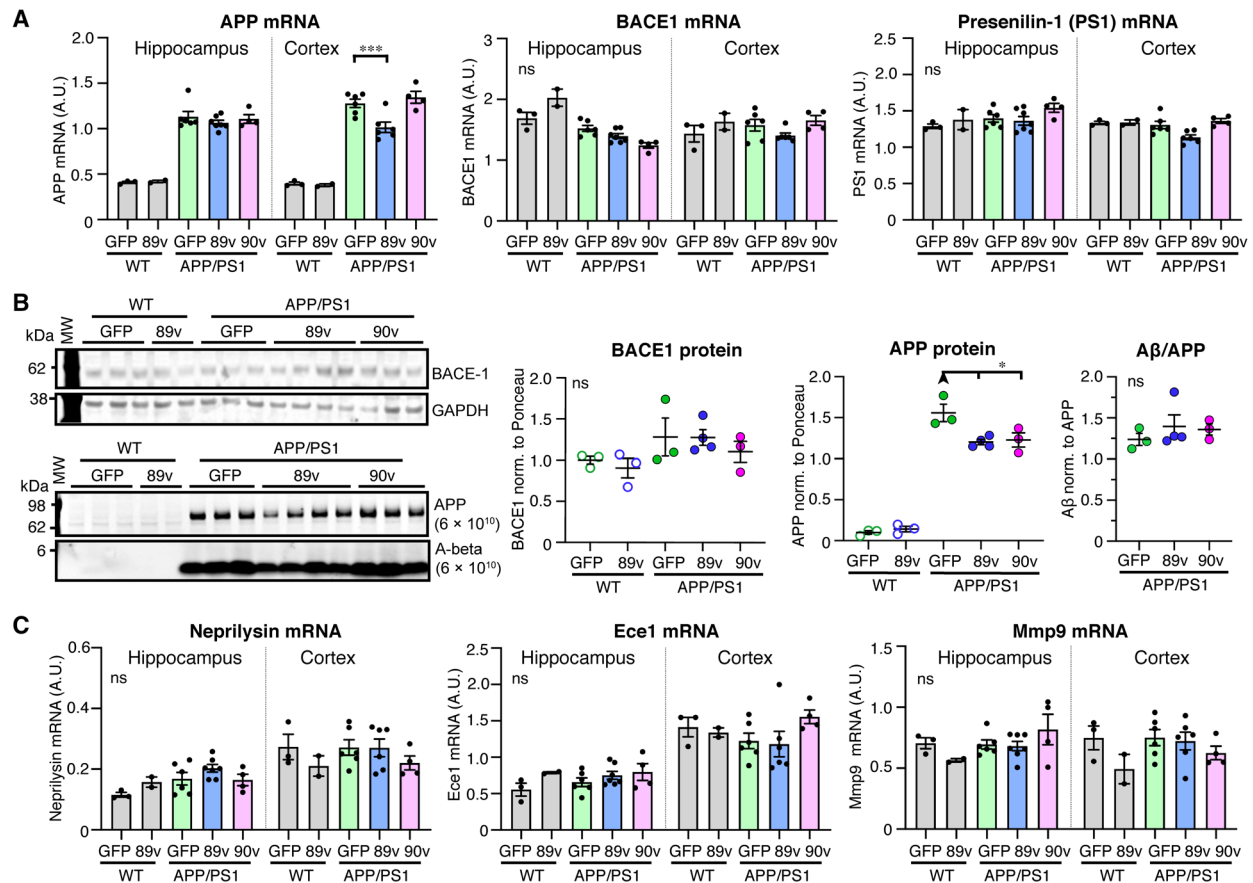 A
APP mRNA
Hippocampus
Cortex
***
APP mRNA (A.U.)
2.0
1.5
1.0
0.5
0
GFP 89v GFP 89v 90v GFP 89v GFP 89v 90v
WT APP/PS1 WT APP/PS1
BACE1 mRNA
Hippocampus
Cortex
ns
BACE1 mRNA (A.U.)
3
2
1
0
GFP 89v GFP 89v 90v GFP 89v GFP 89v 90v
WT APP/PS1 WT APP/PS1
Presenilin-1 (PS1) mRNA
Hippocampus
Cortex
ns
PS1 mRNA (A.U.)
2.5
2.0
1.5
1.0
0.5
0
GFP 89v GFP 89v 90v GFP 89v GFP 89v 90v
WT APP/PS1 WT APP/PS1
B
WT APP/PS1
kDa MW GFP 89v GFP 89v 90v
62 BACE-1
38 GAPDH
WT APP/PS1
kDa MW GFP 89v GFP 89v 90v
98 APP
62 (6 × 10¹⁰)
6 A-beta
(6 × 10¹⁰)
BACE1 protein
ns
BACE1 norm. to Ponceau
2.0
1.5
1.0
0.5
0
GFP 89v GFP 89v 90v
WT APP/PS1
APP protein
*
APP norm. to Ponceau
2.0
1.5
1.0
0.5
0
GFP 89v GFP 89v 90v
WT APP/PS1
Aβ/APP
ns
Aβ norm. to APP
2.0
1.5
1.0
0.5
0
GFP 89v 90v
APP/PS1
C
Neprilysin mRNA
Hippocampus
Cortex
ns
Neprilysin mRNA (A.U.)
0.6
0.4
0.2
0
GFP 89v GFP 89v 90v GFP 89v GFP 89v 90v
WT APP/PS1 WT APP/PS1
Ece1 mRNA
Hippocampus
Cortex
ns
Ece1 mRNA (A.U.)
2.5
2.0
1.5
1.0
0.5
0
GFP 89v GFP 89v 90v GFP 89v GFP 89v 90v
WT APP/PS1 WT APP/PS1
Mmp9 mRNA
Hippocampus
Cortex
ns
Mmp9 mRNA (A.U.)
1.5
1.0
0.5
0
GFP 89v GFP 89v 90v GFP 89v GFP 89v 90v
WT APP/PS1 WT APP/PS1